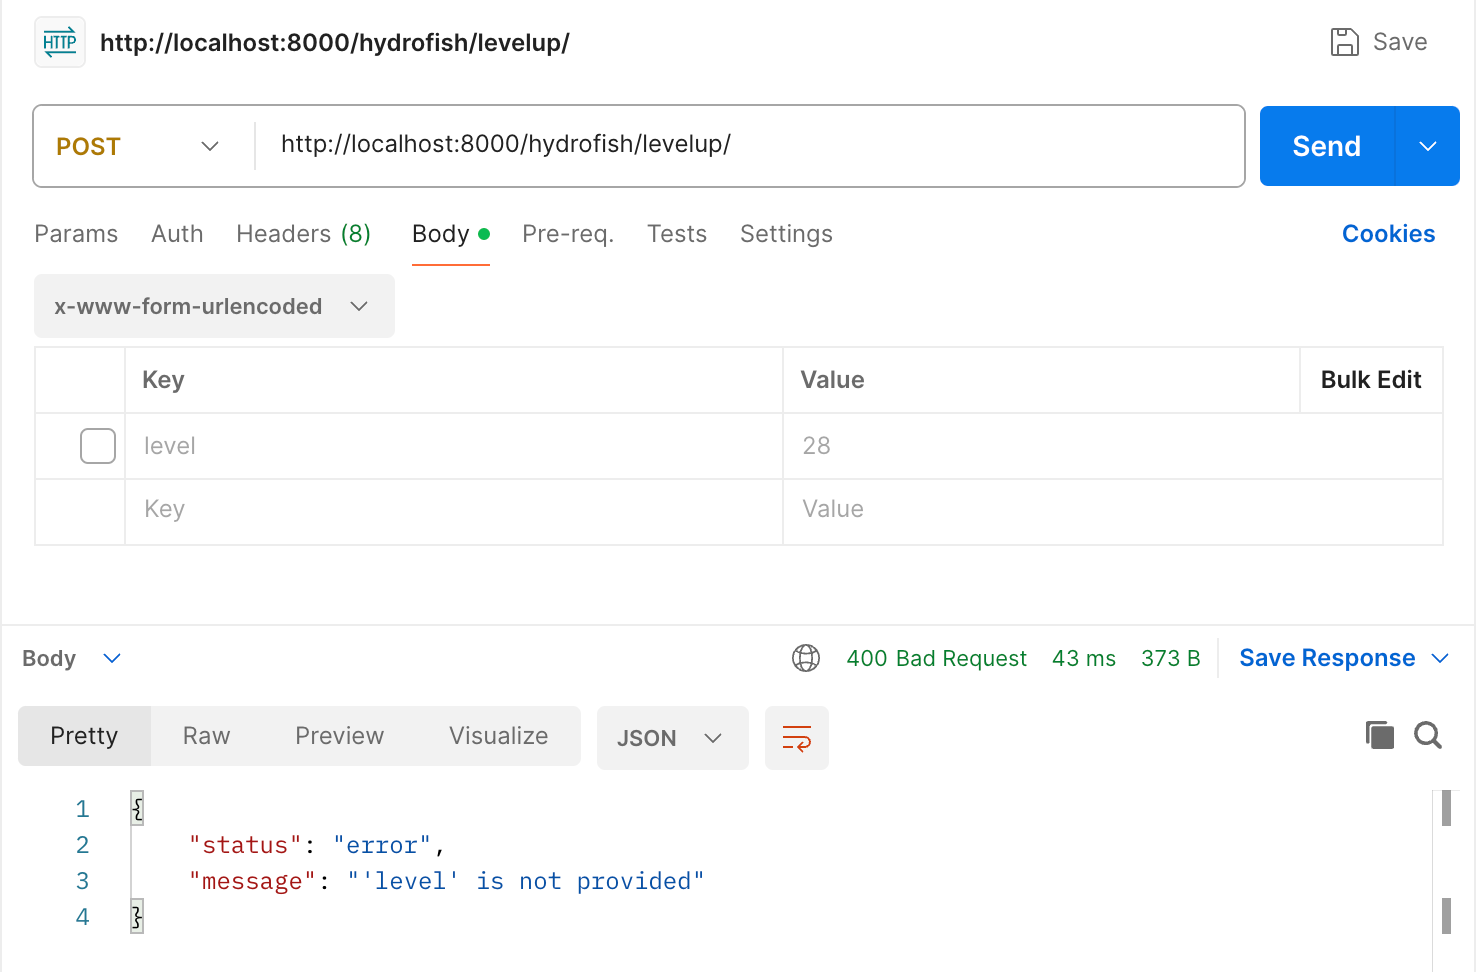 HTTP http://localhost:8000/hydrofish/levelup/ Save
POST http://localhost:8000/hydrofish/levelup/ Send
Params Auth Headers (8) Body Pre-req. Tests Settings Cookies
x-www-form-urlencoded
Key Value Bulk Edit
level 28
Key Value
Body 400 Bad Request 43 ms 373 B Save Response
Pretty Raw Preview Visualize JSON
1 {
2 "status": "error",
3 "message": "'level' is not provided"
4 }